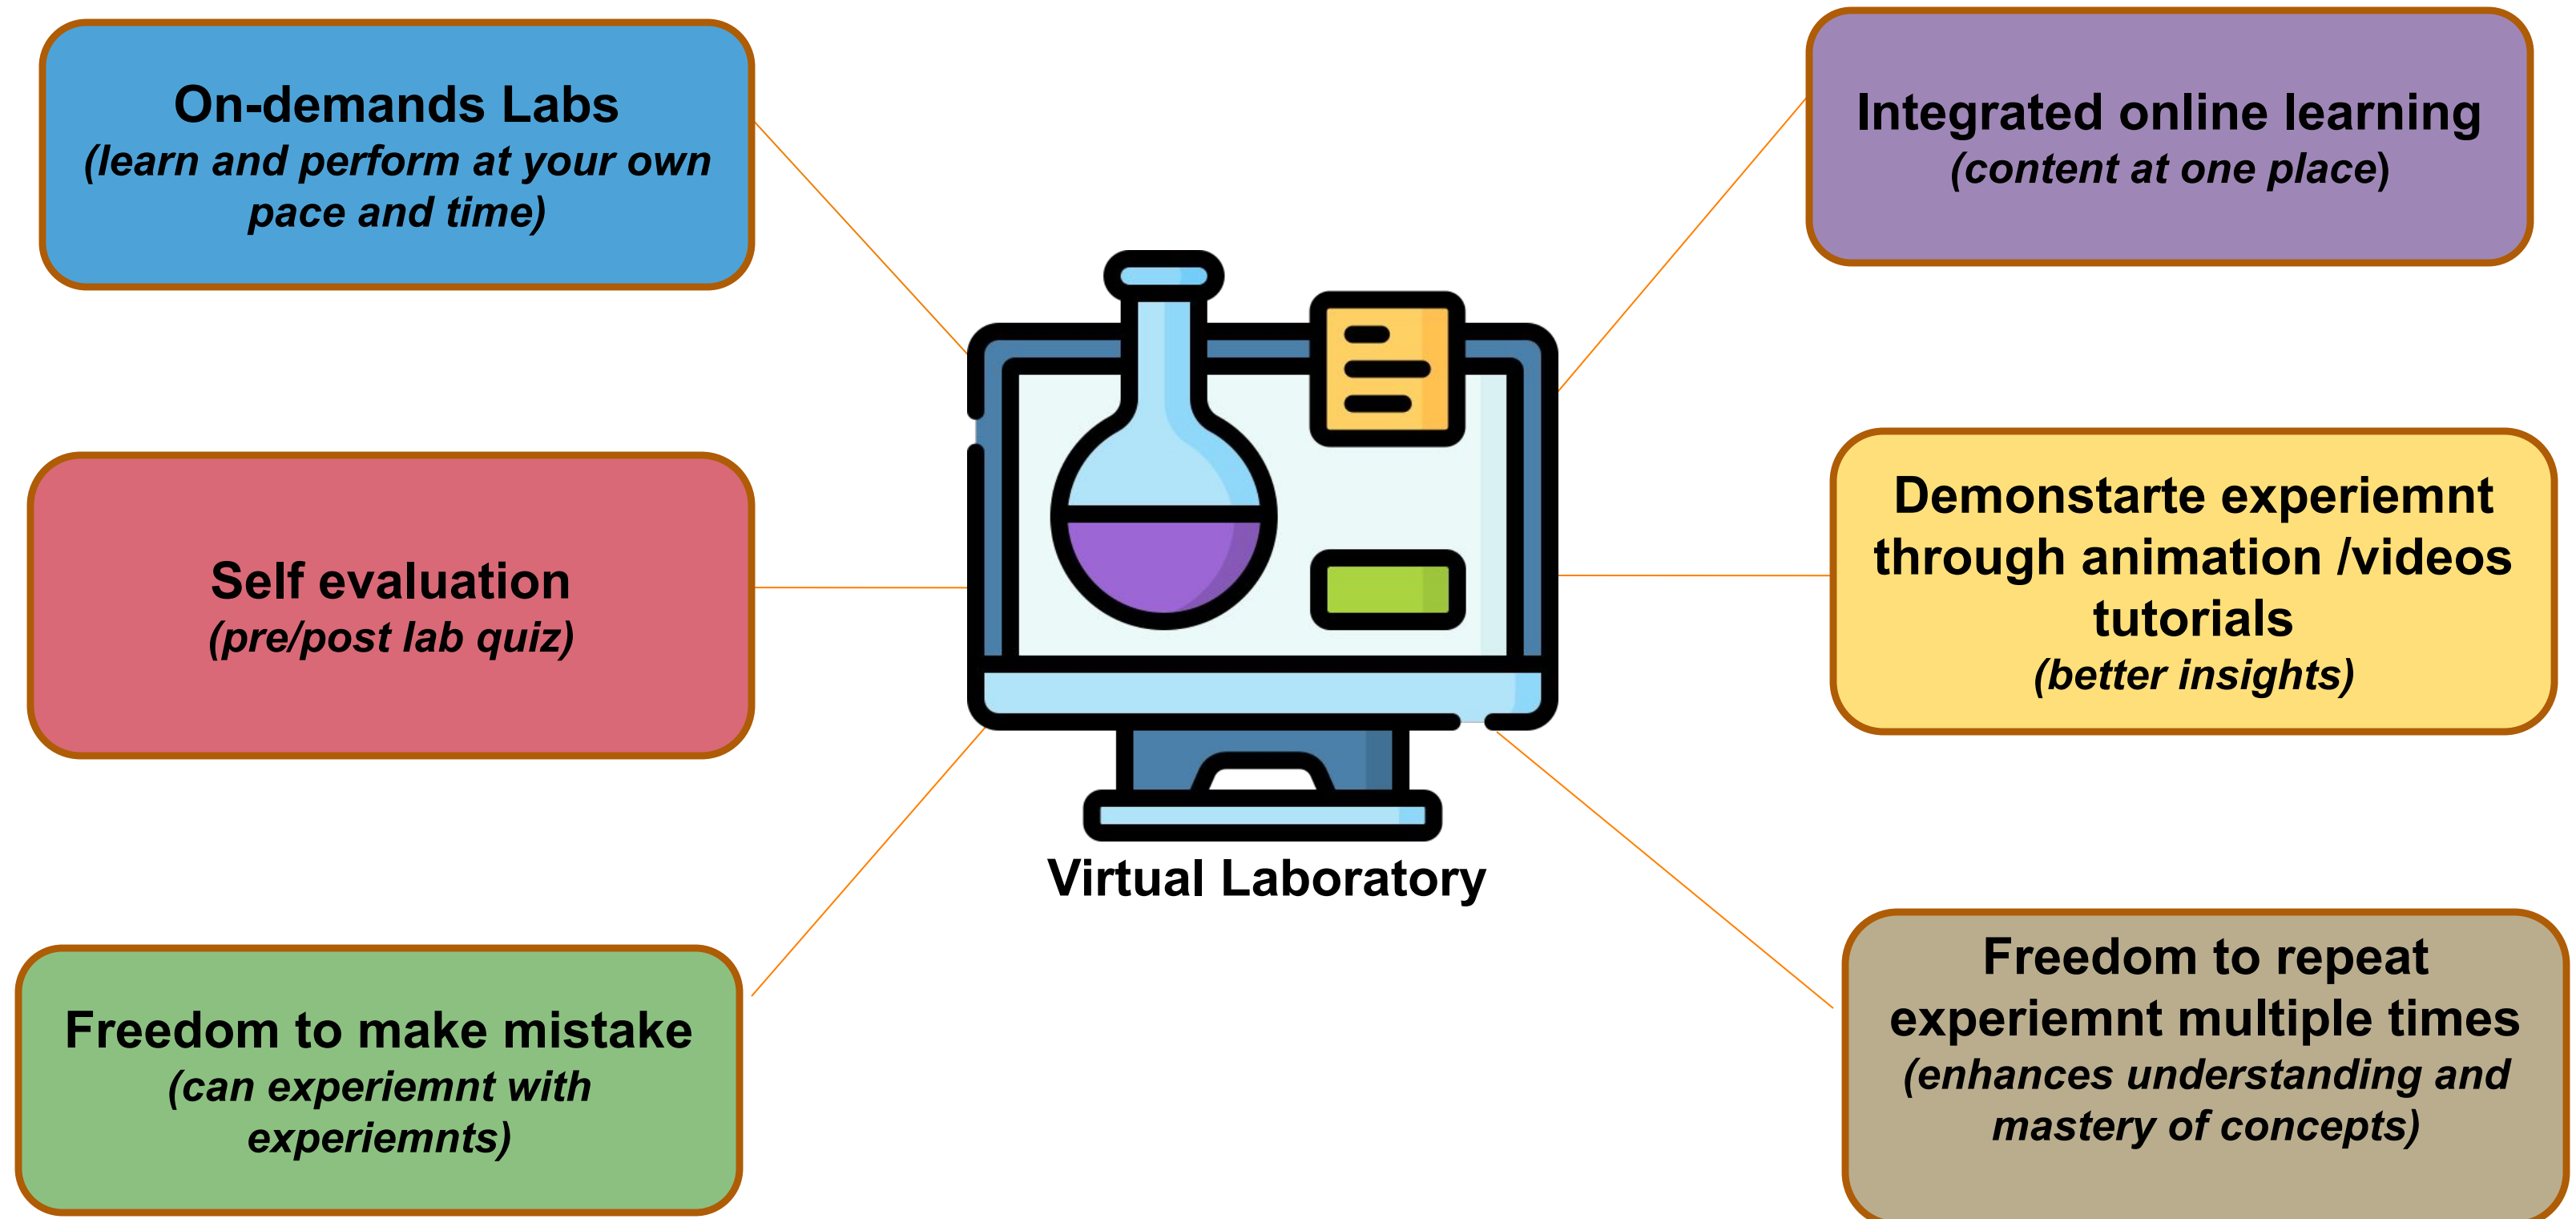 On-demands Labs
(learn and perform at your own
pace and time)
Integrated online learning
(content at one place)
Self evaluation
(pre/post lab quiz)
Demonstarte experiemnt
through animation /videos
tutorials
(better insights)
Virtual Laboratory
Freedom to make mistake
(can experiemnt with
experiemnts)
Freedom to repeat
experiemnt multiple times
(enhances understanding and
mastery of concepts)